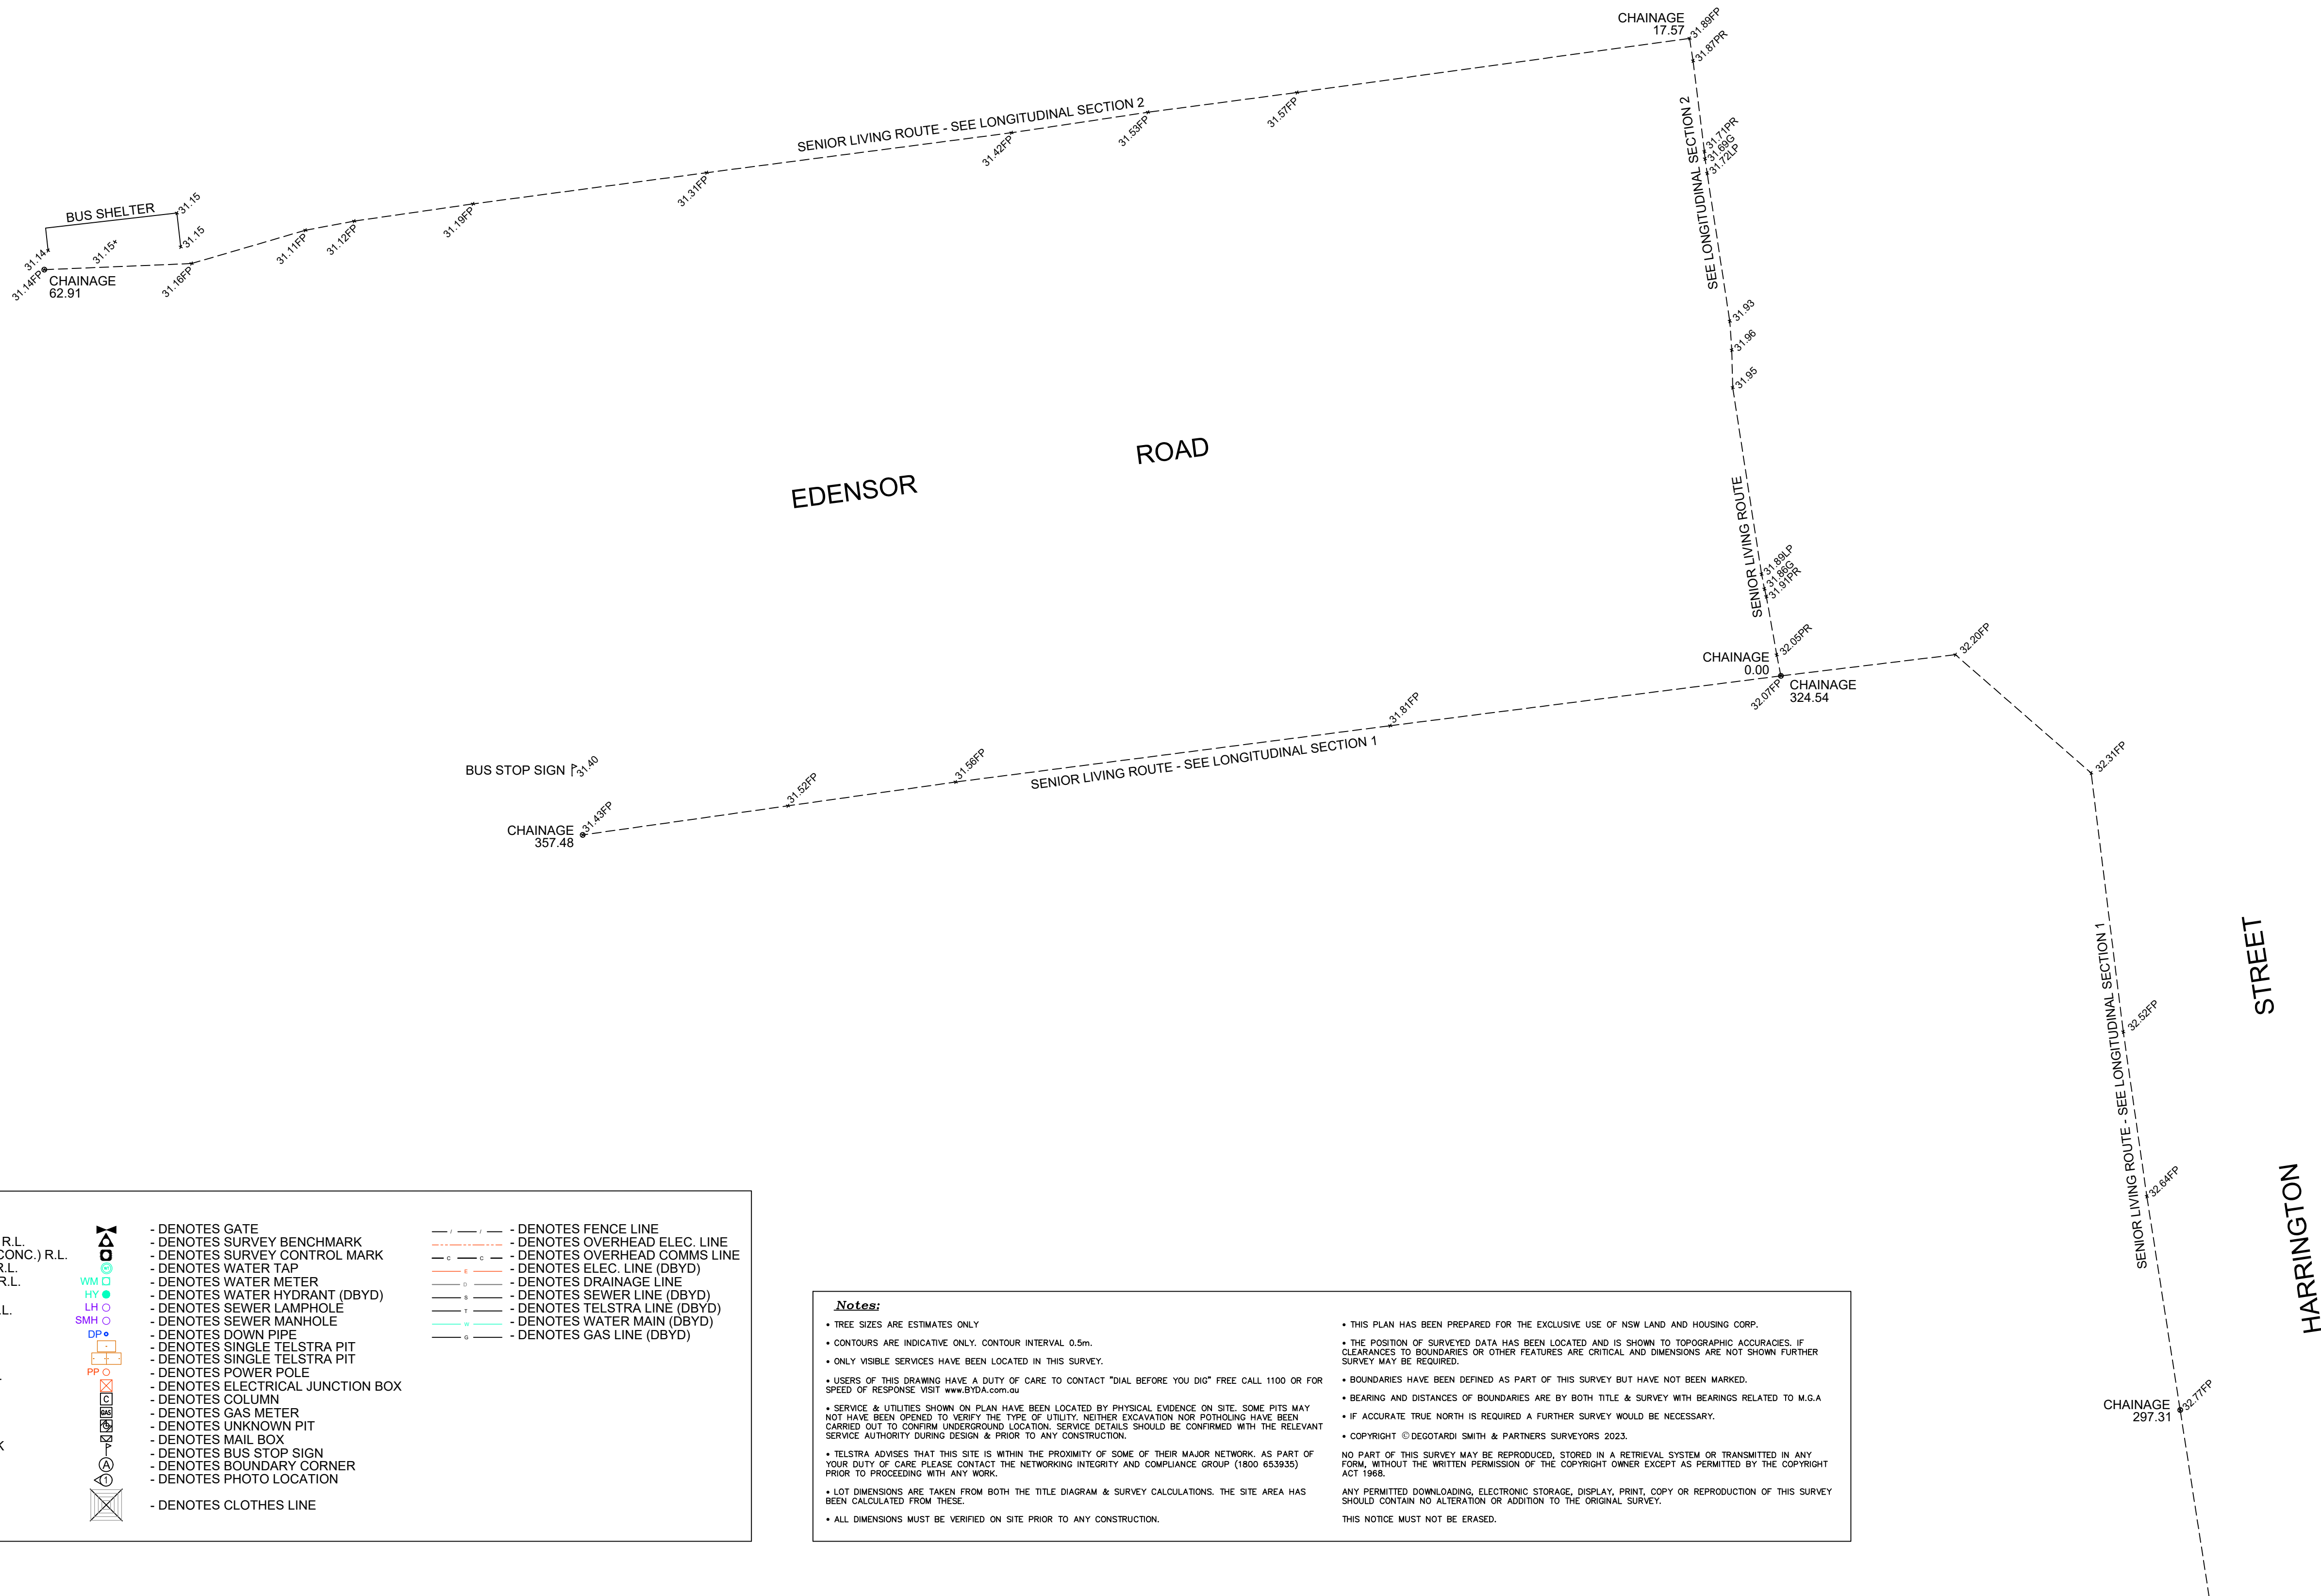 CHAINAGE
17.57
31.89FP
31.87PR
SENIOR LIVING ROUTE - SEE LONGITUDINAL SECTION 2
31.57FP
31.53FP
31.42FP
31.31FP
31.19FP
31.12FP
31.11FP
31.16FP
BUS SHELTER
31.15
31.15
31.15
31.14
31.14FP
CHAINAGE
62.91
SEE LONGITUDINAL SECTION 2
31.71PR
31.69G
31.72LP
31.93
31.96
31.95
SENIOR LIVING ROUTE
31.89LP
31.86G
31.91PR
32.05PR
EDENSOR ROAD
CHAINAGE
0.00
32.07FP
CHAINAGE
324.54
32.20FP
32.31FP
31.81FP
SENIOR LIVING ROUTE - SEE LONGITUDINAL SECTION 1
31.56FP
31.52FP
BUS STOP SIGN
31.40
31.43FP
CHAINAGE
357.48
SENIOR LIVING ROUTE - SEE LONGITUDINAL SECTION 1
32.52FP
32.64FP
CHAINAGE
297.31
32.77FP
HARRINGTON STREET
R.L.
CONC.) R.L.
R.L.
R.L.
.L.
K
- DENOTES GATE
- DENOTES SURVEY BENCHMARK
- DENOTES SURVEY CONTROL MARK
- DENOTES WATER TAP
WM - DENOTES WATER METER
HY - DENOTES WATER HYDRANT (DBYD)
LH - DENOTES SEWER LAMPHOLE
SMH - DENOTES SEWER MANHOLE
DP - DENOTES DOWN PIPE
- DENOTES SINGLE TELSTRA PIT
- DENOTES SINGLE TELSTRA PIT
PP - DENOTES POWER POLE
- DENOTES ELECTRICAL JUNCTION BOX
C - DENOTES COLUMN
GAS - DENOTES GAS METER
- DENOTES UNKNOWN PIT
- DENOTES MAIL BOX
- DENOTES BUS STOP SIGN
A - DENOTES BOUNDARY CORNER
1 - DENOTES PHOTO LOCATION
- DENOTES CLOTHES LINE
/ / - DENOTES FENCE LINE
- DENOTES OVERHEAD ELEC. LINE
C C - DENOTES OVERHEAD COMMS LINE
E - DENOTES ELEC. LINE (DBYD)
D - DENOTES DRAINAGE LINE
S - DENOTES SEWER LINE (DBYD)
T - DENOTES TELSTRA LINE (DBYD)
W - DENOTES WATER MAIN (DBYD)
G - DENOTES GAS LINE (DBYD)
Notes:
• TREE SIZES ARE ESTIMATES ONLY
• CONTOURS ARE INDICATIVE ONLY. CONTOUR INTERVAL 0.5m.
• ONLY VISIBLE SERVICES HAVE BEEN LOCATED IN THIS SURVEY.
• USERS OF THIS DRAWING HAVE A DUTY OF CARE TO CONTACT "DIAL BEFORE YOU DIG" FREE CALL 1100 OR FOR
SPEED OF RESPONSE VISIT www.BYDA.com.au
• SERVICE & UTILITIES SHOWN ON PLAN HAVE BEEN LOCATED BY PHYSICAL EVIDENCE ON SITE. SOME PITS MAY
NOT HAVE BEEN OPENED TO VERIFY THE TYPE OF UTILITY. NEITHER EXCAVATION NOR POTHOLING HAVE BEEN
CARRIED OUT TO CONFIRM UNDERGROUND LOCATION. SERVICE DETAILS SHOULD BE CONFIRMED WITH THE RELEVANT
SERVICE AUTHORITY DURING DESIGN & PRIOR TO ANY CONSTRUCTION.
• TELSTRA ADVISES THAT THIS SITE IS WITHIN THE PROXIMITY OF SOME OF THEIR MAJOR NETWORK. AS PART OF
YOUR DUTY OF CARE PLEASE CONTACT THE NETWORKING INTEGRITY AND COMPLIANCE GROUP (1800 653935)
PRIOR TO PROCEEDING WITH ANY WORK.
• LOT DIMENSIONS ARE TAKEN FROM BOTH THE TITLE DIAGRAM & SURVEY CALCULATIONS. THE SITE AREA HAS
BEEN CALCULATED FROM THESE.
• ALL DIMENSIONS MUST BE VERIFIED ON SITE PRIOR TO ANY CONSTRUCTION.
• THIS PLAN HAS BEEN PREPARED FOR THE EXCLUSIVE USE OF NSW LAND AND HOUSING CORP.
• THE POSITION OF SURVEYED DATA HAS BEEN LOCATED AND IS SHOWN TO TOPOGRAPHIC ACCURACIES. IF
CLEARANCES TO BOUNDARIES OR OTHER FEATURES ARE CRITICAL AND DIMENSIONS ARE NOT SHOWN FURTHER
SURVEY MAY BE REQUIRED.
• BOUNDARIES HAVE BEEN DEFINED AS PART OF THIS SURVEY BUT HAVE NOT BEEN MARKED.
• BEARING AND DISTANCES OF BOUNDARIES ARE BY BOTH TITLE & SURVEY WITH BEARINGS RELATED TO M.G.A
• IF ACCURATE TRUE NORTH IS REQUIRED A FURTHER SURVEY WOULD BE NECESSARY.
• COPYRIGHT © DEGOTARDI SMITH & PARTNERS SURVEYORS 2023.
NO PART OF THIS SURVEY MAY BE REPRODUCED, STORED IN A RETRIEVAL SYSTEM OR TRANSMITTED IN ANY
FORM, WITHOUT THE WRITTEN PERMISSION OF THE COPYRIGHT OWNER EXCEPT AS PERMITTED BY THE COPYRIGHT
ACT 1968.
ANY PERMITTED DOWNLOADING, ELECTRONIC STORAGE, DISPLAY, PRINT, COPY OR REPRODUCTION OF THIS SURVEY
SHOULD CONTAIN NO ALTERATION OR ADDITION TO THE ORIGINAL SURVEY.
THIS NOTICE MUST NOT BE ERASED.